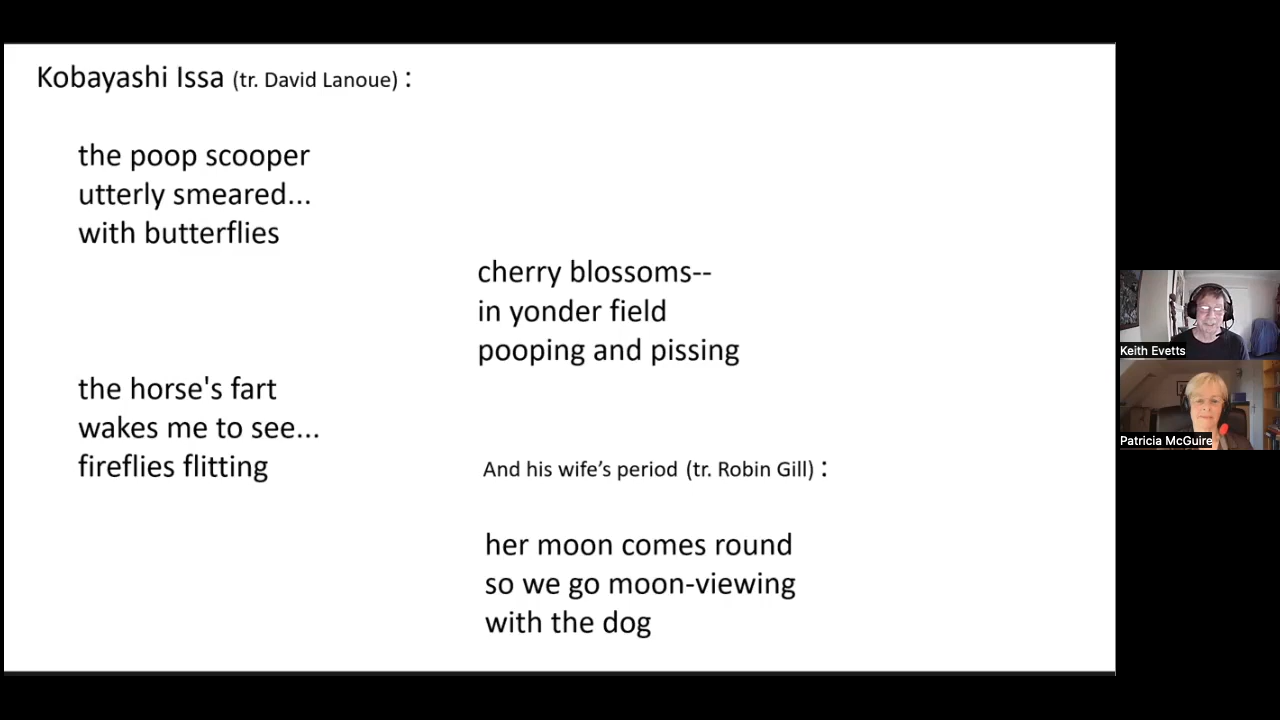 Kobayashi Issa (tr. David Lanoue) :
the poop scooper
utterly smeared...
with butterflies
cherry blossoms--
in yonder field
pooping and pissing
the horse's fart
wakes me to see...
fireflies flitting
And his wife’s period (tr. Robin Gill) :
her moon comes round
so we go moon-viewing
with the dog
Keith Evetts
Patricia McGuire